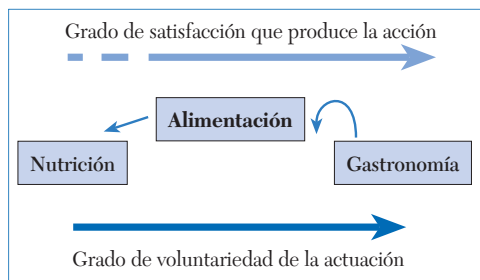 Grado de satisfacción que produce la acción
Alimentación
Nutrición
Gastronomía
Grado de voluntariedad de la actuación